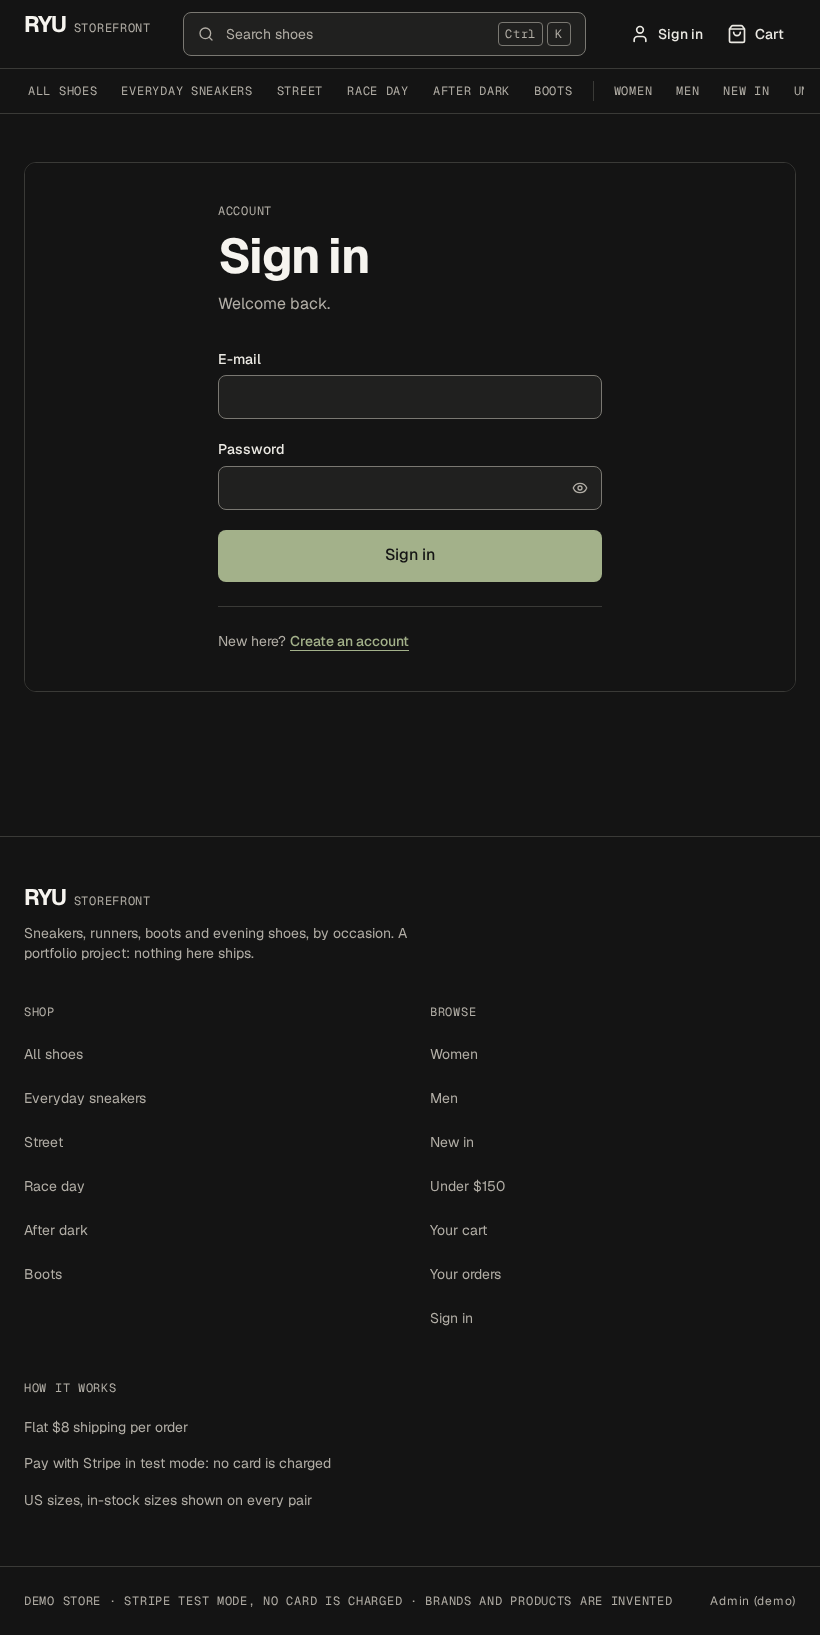 RYU STOREFRONT
Search shoes
Ctrl K
Sign in
Cart
ALL SHOES EVERYDAY SNEAKERS STREET RACE DAY AFTER DARK BOOTS WOMEN MEN NEW IN
ACCOUNT
Sign in
Welcome back.
E-mail
Password
Sign in
New here? Create an account
RYU STOREFRONT
Sneakers, runners, boots and evening shoes, by occasion. A
portfolio project: nothing here ships.
SHOP
All shoes
Everyday sneakers
Street
Race day
After dark
Boots
BROWSE
Women
Men
New in
Under $150
Your cart
Your orders
Sign in
HOW IT WORKS
Flat $8 shipping per order
Pay with Stripe in test mode: no card is charged
US sizes, in-stock sizes shown on every pair
DEMO STORE · STRIPE TEST MODE, NO CARD IS CHARGED · BRANDS AND PRODUCTS ARE INVENTED
Admin (demo)